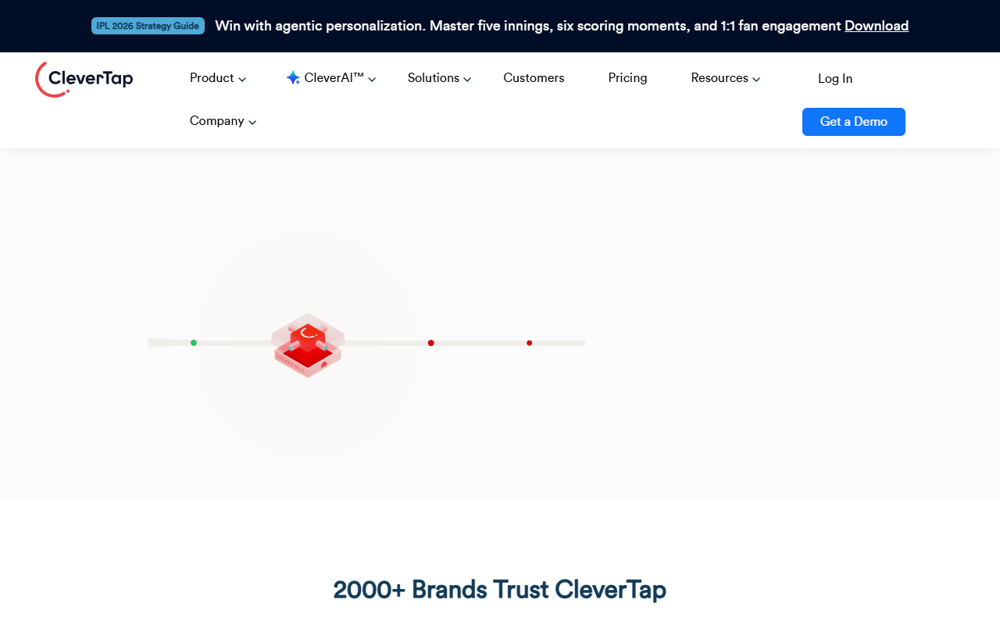 IPL 2026 Strategy Guide Win with agentic personalization. Master five innings, six scoring moments, and 1:1 fan engagement Download
CleverTap Product CleverAI™ Solutions Customers Pricing Resources Log In
Company Get a Demo
2000+ Brands Trust CleverTap